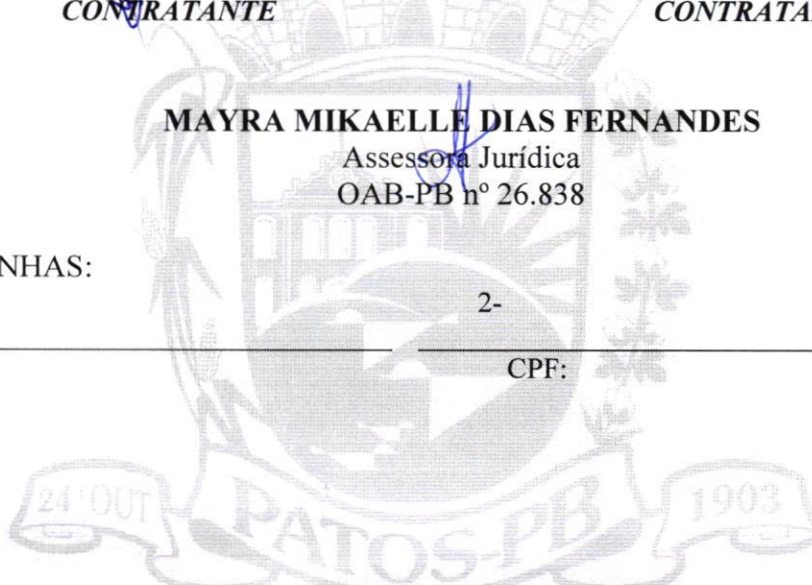 CONTRATANTE CONTRATA
MAYRA MIKAELLE DIAS FERNANDES
Assessora Jurídica
OAB-PB nº 26.838
NHAS:
2-
CPF:
24 OUT PATOS-PB 1903